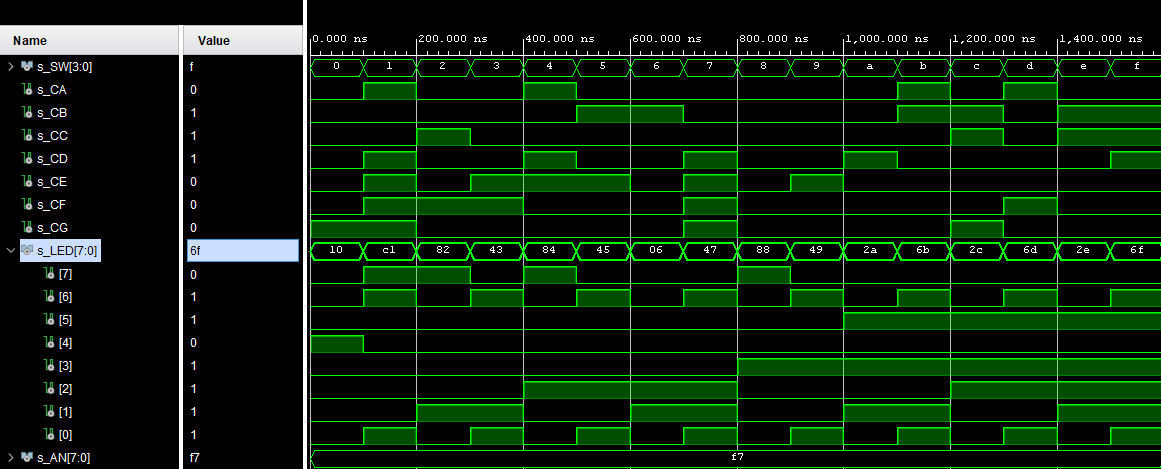 Name Value
0.000 ns 200.000 ns 400.000 ns 600.000 ns 800.000 ns 1,000.000 ns 1,200.000 ns 1,400.000 ns
s_SW[3:0] f 0 1 2 3 4 5 6 7 8 9 a b c d e f
s_CA 0
s_CB 1
s_CC 1
s_CD 1
s_CE 0
s_CF 0
s_CG 0
s_LED[7:0] 6f 10 c1 82 43 84 45 06 47 88 49 2a 6b 2c 6d 2e 6f
[7] 0
[6] 1
[5] 1
[4] 0
[3] 1
[2] 1
[1] 1
[0] 1
s_AN[7:0] f7 f7